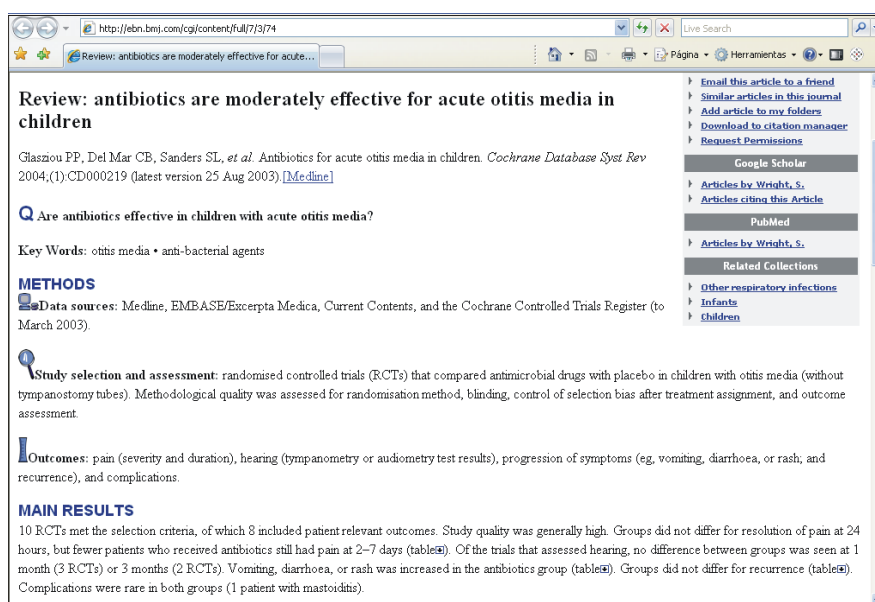 http://ebn.bmj.com/cgi/content/full/7/3/74
Live Search
Review: antibiotics are moderately effective for acute...
Página
Herramientas
Review: antibiotics are moderately effective for acute otitis media in
children
Glasziou PP, Del Mar CB, Sanders SL, et al. Antibiotics for acute otitis media in children. Cochrane Database Syst Rev
2004;(1):CD000219 (latest version 25 Aug 2003).[Medline]
Q Are antibiotics effective in children with acute otitis media?
Key Words: otitis media • anti-bacterial agents
METHODS
Data sources: Medline, EMBASE/Excerpta Medica, Current Contents, and the Cochrane Controlled Trials Register (to
March 2003).
Study selection and assessment: randomised controlled trials (RCTs) that compared antimicrobial drugs with placebo in children with otitis media (without
tympanostomy tubes). Methodological quality was assessed for randomisation method, blinding, control of selection bias after treatment assignment, and outcome
assessment.
Outcomes: pain (severity and duration), hearing (tympanometry or audiometry test results), progression of symptoms (eg, vomiting, diarrhoea, or rash; and
recurrence), and complications.
MAIN RESULTS
10 RCTs met the selection criteria, of which 8 included patient relevant outcomes. Study quality was generally high. Groups did not differ for resolution of pain at 24
hours, but fewer patients who received antibiotics still had pain at 2–7 days (table). Of the trials that assessed hearing, no difference between groups was seen at 1
month (3 RCTs) or 3 months (2 RCTs). Vomiting, diarrhoea, or rash was increased in the antibiotics group (table). Groups did not differ for recurrence (table).
Complications were rare in both groups (1 patient with mastoiditis).
Email this article to a friend
Similar articles in this journal
Add article to my folders
Download to citation manager
Request Permissions
Google Scholar
Articles by Wright, S.
Articles citing this Article
PubMed
Articles by Wright, S.
Related Collections
Other respiratory infections
Infants
Children